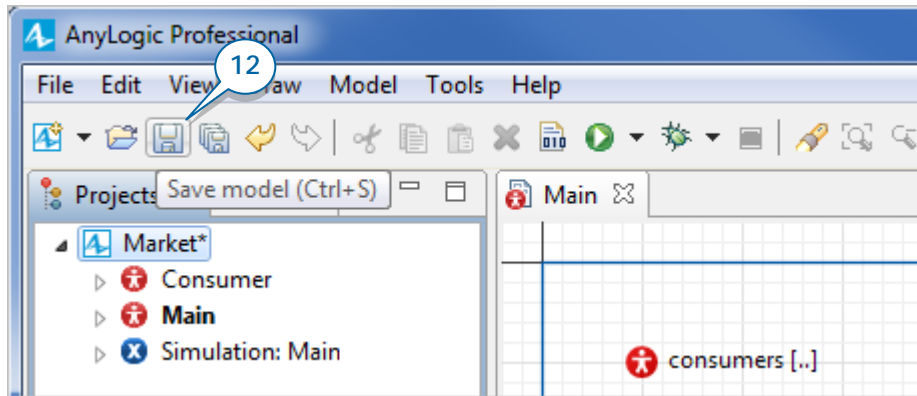 AnyLogic Professional
12
File Edit View Draw Model Tools Help
010
Projects Save model (Ctrl+S)
Main
Market*
Consumer
Main
Simulation: Main
consumers [..]